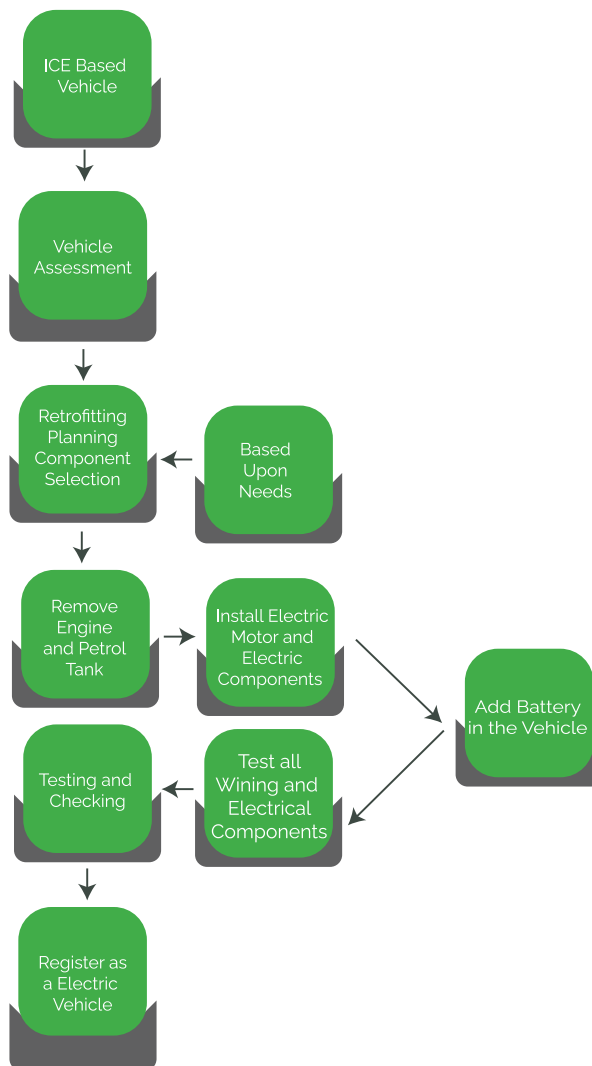 ICE Based
Vehicle
Vehicle
Assessment
Retrofitting
Planning
Component
Selection
Based
Upon
Needs
Remove
Engine
and Petrol
Tank
Install Electric
Motor and
Electric
Components
Add Battery
in the Vehicle
Test all
Wining and
Electrical
Components
Testing and
Checking
Register as
a Electric
Vehicle